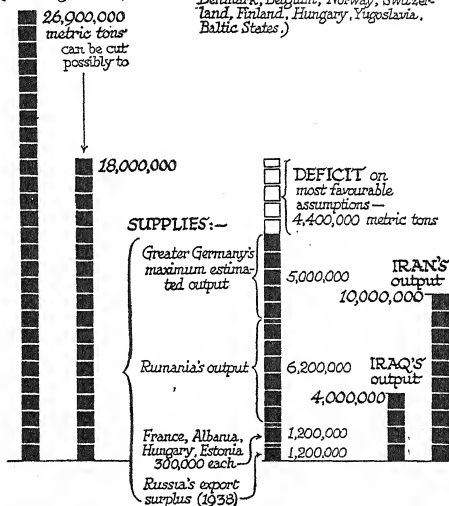 26,900,000
metric tons
can be cut
possibly to
Denmark, Belgium, Norway, Switzer-
land, Finland, Hungary, Yugoslavia,
Baltic States.)
18,000,000
DEFICIT on
most favourable
assumptions—
4,400,000 metric tons
SUPPLIES:—
Greater Germany's
maximum estima-
ted output
5,000,000
IRAN'S
output
10,000,000
Rumania's output
6,200,000
IRAQ'S
output
4,000,000
France, Albania,
Hungary, Estonia
300,000 each
1,200,000
Russia's export
surplus (1938)
1,200,000